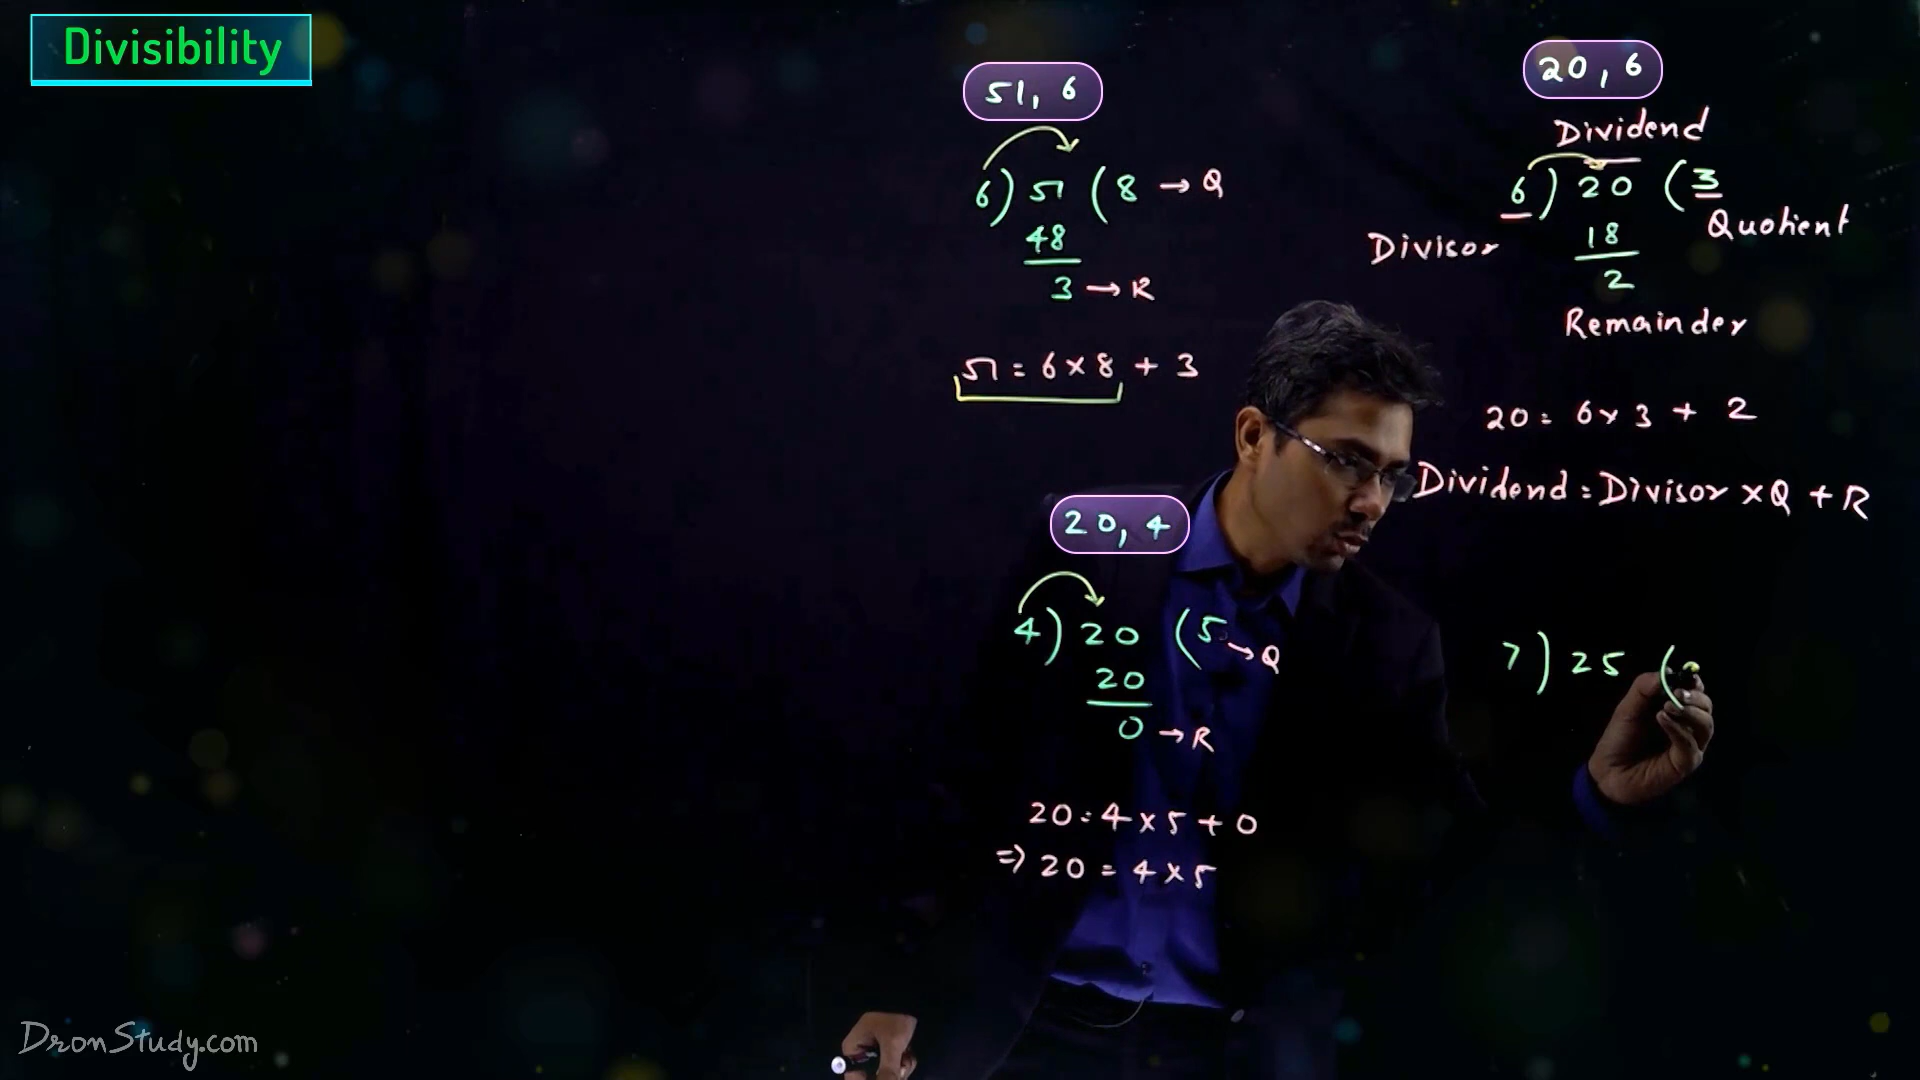 Divisibility
51, 6
6 ) 51 ( 8 → Q
48
3 → R
51 = 6 × 8 + 3
20, 6
Dividend
6 ) 20 ( 3
Quotient
Divisor
18
2
Remainder
20 = 6 × 3 + 2
Dividend = Divisor × Q + R
20, 4
4 ) 20 ( 5 → Q
20
0 → R
20 = 4 × 5 + 0
⇒ 20 = 4 × 5
7 ) 25 (
DronStudy.com